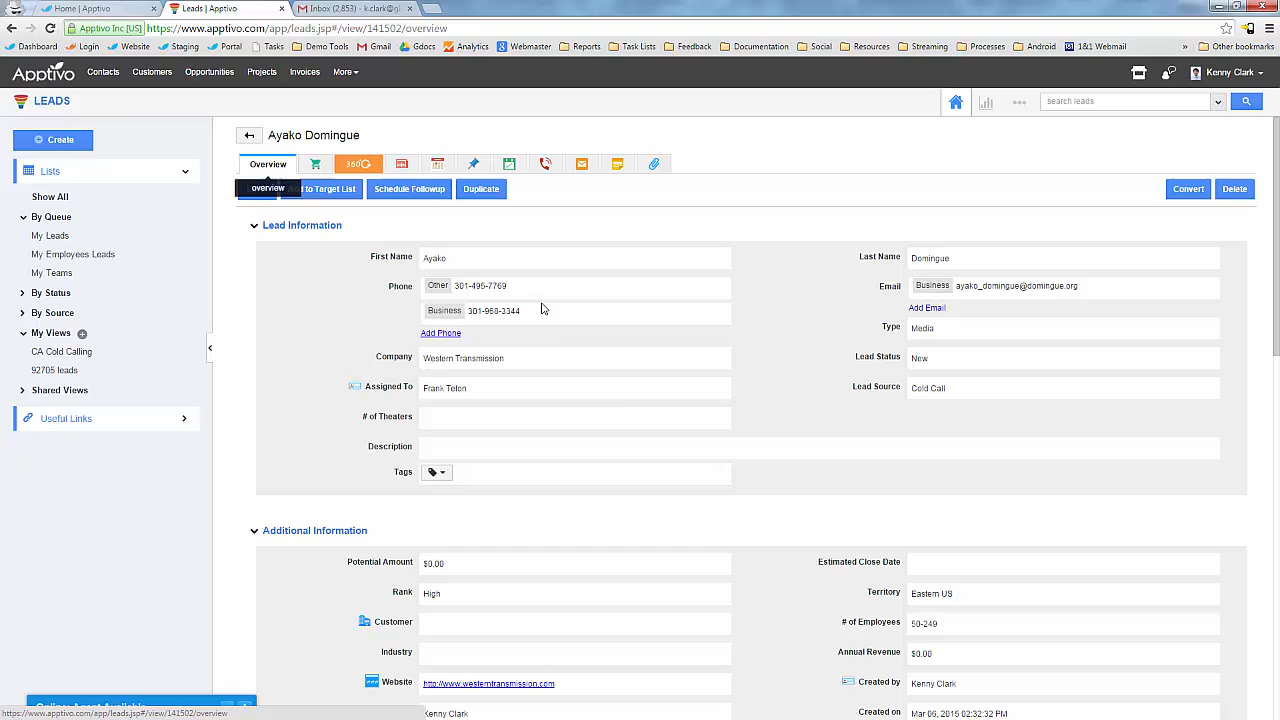 Home | Apptivo
Leads | Apptivo
Inbox (2,853) - k.clark@gl
Apptivo Inc [US]
https://www.apptivo.com/app/leads.jsp#/view/141502/overview
Dashboard Login Website Staging Portal Tasks Demo Tools Gmail Gdocs Analytics Webmaster Reports Task Lists Feedback Documentation Social Resources Streaming Processes Android 1&1 Webmail » Other bookmarks
Apptivo Contacts Customers Opportunities Projects Invoices More Kenny Clark
LEADS
search leads
Create
Lists
Show All
By Queue
My Leads
My Employees Leads
My Teams
By Status
By Source
My Views
CA Cold Calling
92705 leads
Shared Views
Useful Links
Ayako Domingue
Overview 360
overview
to Target List Schedule Followup Duplicate Convert Delete
Lead Information
First Name Ayako Last Name Domingue
Phone Other 301-495-7769 Email Business ayako_domingue@domingue.org
Business 301-968-3344 Add Email
Add Phone Type Media
Company Western Transmission Lead Status New
Assigned To Frank Telon Lead Source Cold Call
# of Theaters
Description
Tags
Additional Information
Potential Amount $0.00 Estimated Close Date
Rank High Territory Eastern US
Customer # of Employees 50-249
Industry Annual Revenue $0.00
Website http://www.westerntransmission.com Created by Kenny Clark
Kenny Clark Created on Mar 06, 2015 02:32:32 PM
https://www.apptivo.com/app/leads.jsp#/view/141502/overview